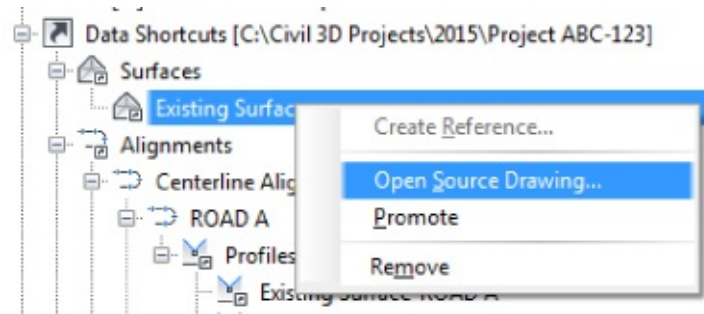 Data Shortcuts [C:\Civil 3D Projects\2015\Project ABC-123]
Surfaces
Existing Surfac
Create Reference...
Alignments
Open Source Drawing...
Centerline Alig
Promote
ROAD A
Profiles
Remove
Existing Surface-ROAD A